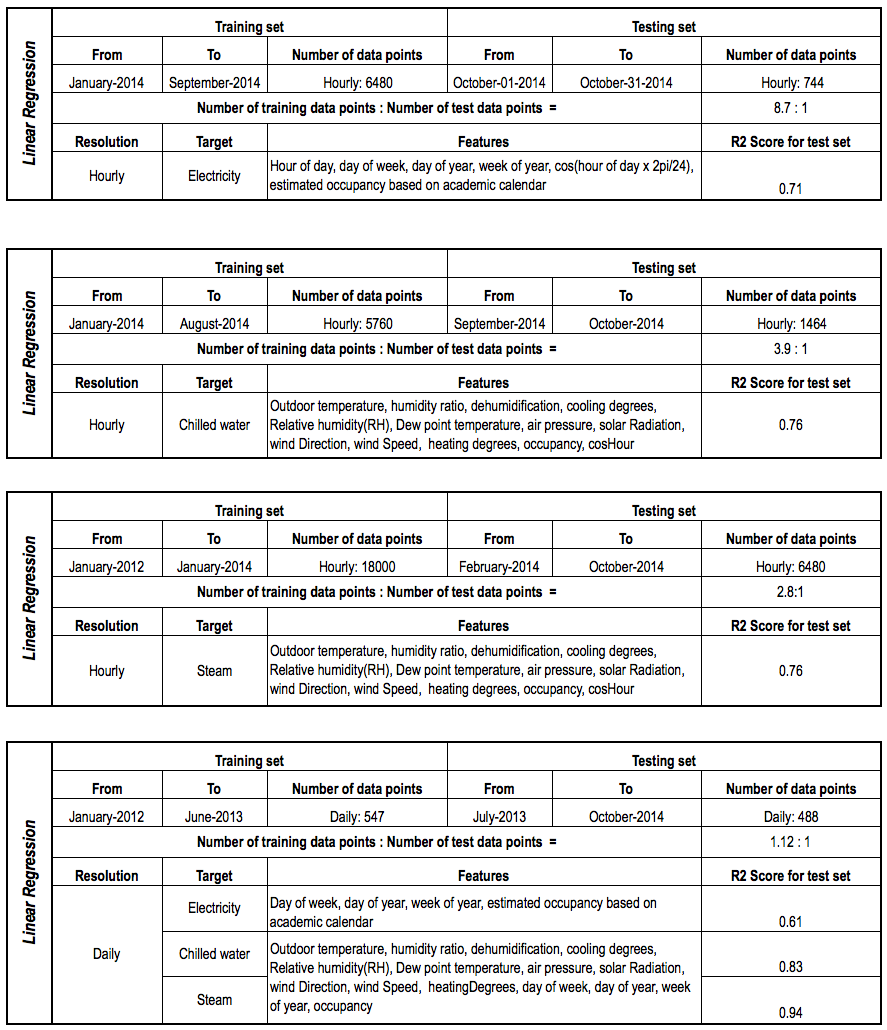 Linear Regression
Training set Testing set
From To Number of data points From To Number of data points
January-2014 September-2014 Hourly: 6480 October-01-2014 October-31-2014 Hourly: 744
Number of training data points : Number of test data points = 8.7 : 1
Resolution Target Features R2 Score for test set
Hourly Electricity Hour of day, day of week, day of year, week of year, cos(hour of day x 2pi/24),
estimated occupancy based on academic calendar 0.71
Linear Regression
Training set Testing set
From To Number of data points From To Number of data points
January-2014 August-2014 Hourly: 5760 September-2014 October-2014 Hourly: 1464
Number of training data points : Number of test data points = 3.9 : 1
Resolution Target Features R2 Score for test set
Outdoor temperature, humidity ratio, dehumidification, cooling degrees,
Hourly Chilled water Relative humidity(RH), Dew point temperature, air pressure, solar Radiation, 0.76
wind Direction, wind Speed, heating degrees, occupancy, cosHour
Linear Regression
Training set Testing set
From To Number of data points From To Number of data points
January-2012 January-2014 Hourly: 18000 February-2014 October-2014 Hourly: 6480
Number of training data points : Number of test data points = 2.8:1
Resolution Target Features R2 Score for test set
Outdoor temperature, humidity ratio, dehumidification, cooling degrees,
Hourly Steam Relative humidity(RH), Dew point temperature, air pressure, solar Radiation, 0.76
wind Direction, wind Speed, heating degrees, occupancy, cosHour
Linear Regression
Training set Testing set
From To Number of data points From To Number of data points
January-2012 June-2013 Daily: 547 July-2013 October-2014 Daily: 488
Number of training data points : Number of test data points = 1.12 : 1
Resolution Target Features R2 Score for test set
Electricity Day of week, day of year, week of year, estimated occupancy based on
academic calendar 0.61
Daily Chilled water Outdoor temperature, humidity ratio, dehumidification, cooling degrees,
Relative humidity(RH), Dew point temperature, air pressure, solar Radiation, 0.83
wind Direction, wind Speed, heatingDegrees, day of week, day of year, week
Steam of year, occupancy 0.94